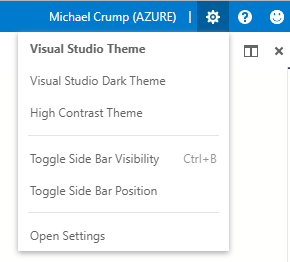 Michael Crump (AZURE)
Visual Studio Theme
Visual Studio Dark Theme
High Contrast Theme
Toggle Side Bar Visibility Ctrl+B
Toggle Side Bar Position
Open Settings